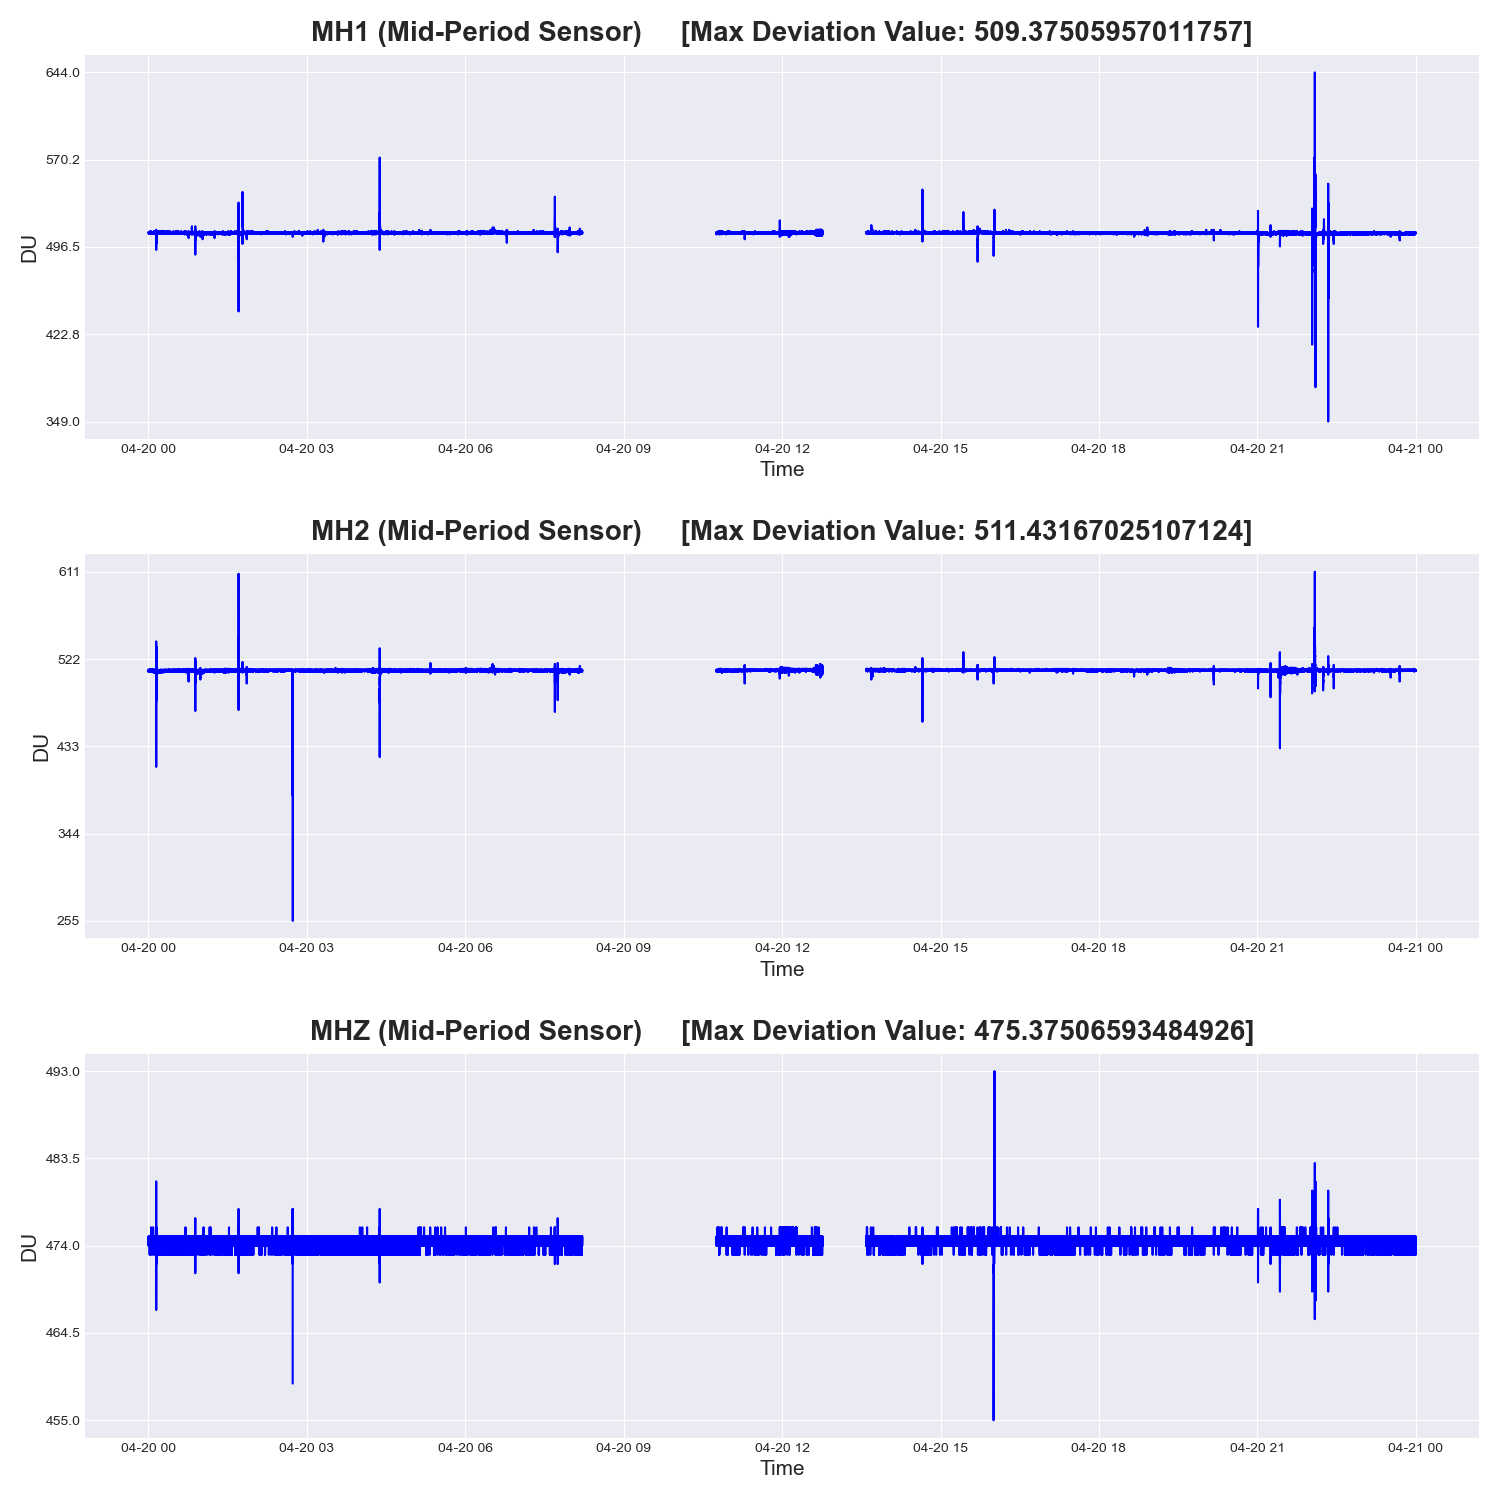 MH1 (Mid-Period Sensor) [Max Deviation Value: 509.37505957011757]
644.0
570.2
496.5
422.8
349.0
DU
04-20 00 04-20 03 04-20 06 04-20 09 04-20 12 04-20 15 04-20 18 04-20 21 04-21 00
Time
MH2 (Mid-Period Sensor) [Max Deviation Value: 511.43167025107124]
611
522
433
344
255
DU
04-20 00 04-20 03 04-20 06 04-20 09 04-20 12 04-20 15 04-20 18 04-20 21 04-21 00
Time
MHZ (Mid-Period Sensor) [Max Deviation Value: 475.37506593484926]
493.0
483.5
474.0
464.5
455.0
DU
04-20 00 04-20 03 04-20 06 04-20 09 04-20 12 04-20 15 04-20 18 04-20 21 04-21 00
Time